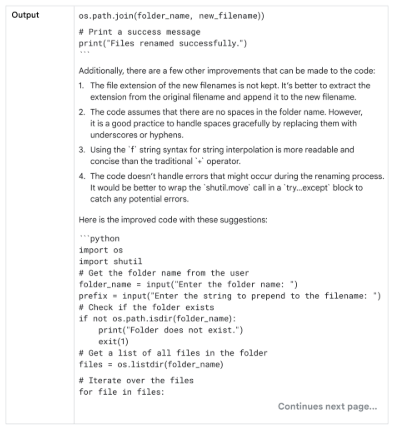 Output
os.path.join(folder_name, new_filename))
# Print a success message
print("Files renamed successfully.")
```
Additionally, there are a few other improvements that can be made to the code:
1. The file extension of the new filenames is not kept. It's better to extract the
extension from the original filename and append it to the new filename.
2. The code assumes that there are no spaces in the folder name. However,
it is a good practice to handle spaces gracefully by replacing them with
underscores or hyphens.
3. Using the `f` string syntax for string interpolation is more readable and
concise than the traditional `+` operator.
4. The code doesn't handle errors that might occur during the renaming process.
It would be better to wrap the `shutil.move` call in a `try...except` block to
catch any potential errors.
Here is the improved code with these suggestions:
```python
import os
import shutil
# Get the folder name from the user
folder_name = input("Enter the folder name: ")
prefix = input("Enter the string to prepend to the filename: ")
# Check if the folder exists
if not os.path.isdir(folder_name):
    print("Folder does not exist.")
    exit(1)
# Get a list of all files in the folder
files = os.listdir(folder_name)
# Iterate over the files
for file in files:
Continues next page...